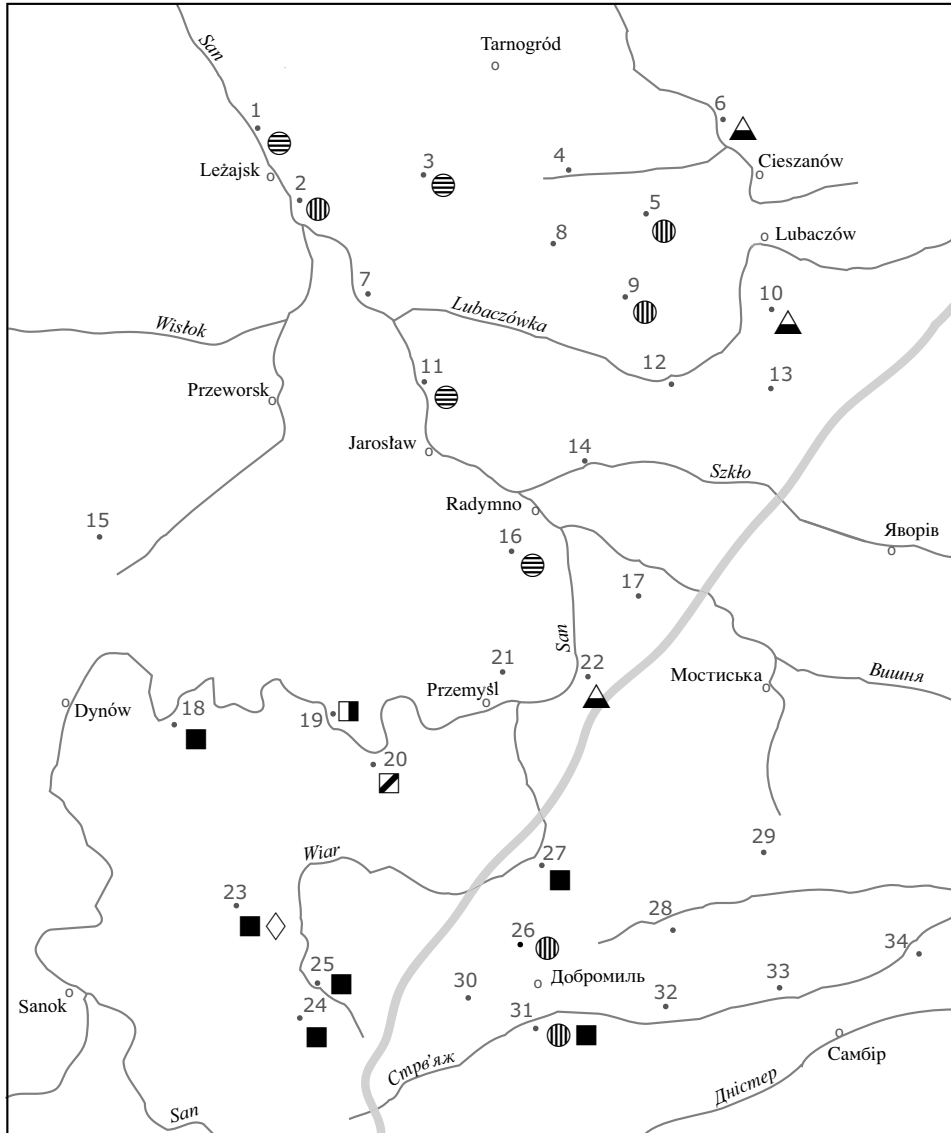 San
Tarnogród
1
6
3
4
Cieszanów
Leżajsk
2
5
8
Lubaczów
7
9
10
Wisłok
Lubaczówka
11
12
13
Przeworsk
Jarosław
14
Szkło
Radymno
15
16
Яворів
17
San
21
22
Мостиська
Вишня
Przemyśl
Dynów
18
19
20
Wiar
27
29
23
28
26
34
25
30
Добромиль
33
Sanok
24
31
32
Самбір
Стрв'яж
Дністер
San